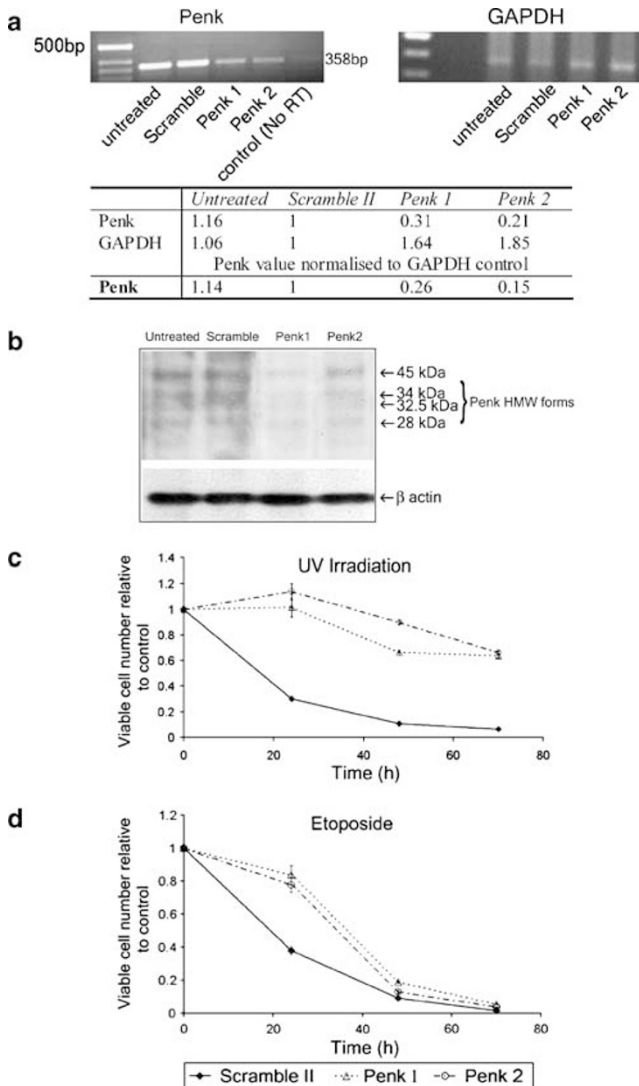 a
Penk
GAPDH
500bp
358bp
untreated
Scramble
Penk 1
Penk 2
control (No RT)
untreated
Scramble
Penk 1
Penk 2
Untreated Scramble II Penk 1 Penk 2
Penk 1.16 1 0.31 0.21
GAPDH 1.06 1 1.64 1.85
Penk value normalised to GAPDH control
Penk 1.14 1 0.26 0.15
b
Untreated Scramble Penk1 Penk2
←45 kDa
←34 kDa
←32.5kDa
←28 kDa
Penk HMW forms
←β actin
c
UV Irradiation
Viable cell number relative
to control
1.4
1.2
1
0.8
0.6
0.4
0.2
0
0 20 40 60 80
Time (h)
d
Etoposide
Viable cell number relative
to control
1.2
1
0.8
0.6
0.4
0.2
0
0 20 40 60 80
Time (h)
Scramble II Penk 1 Penk 2